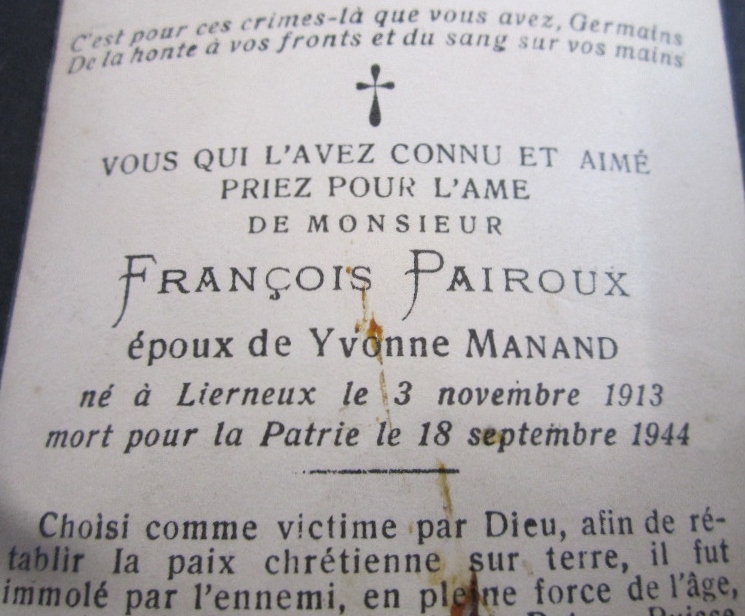 C'est pour ces crimes-là que vous avez, Germains
De la honte à vos fronts et du sang sur vos mains
VOUS QUI L'AVEZ CONNU ET AIMÉ
PRIEZ POUR L'AME
DE MONSIEUR
FRANÇOIS PAIROUX
époux de Yvonne MANAND
né à Lierneux le 3 novembre 1913
mort pour la Patrie le 18 septembre 1944
Choisi comme victime par Dieu, afin de ré-
tablir la paix chrétienne sur terre, il fut
immolé par l'ennemi, en pleine force de l'âge,